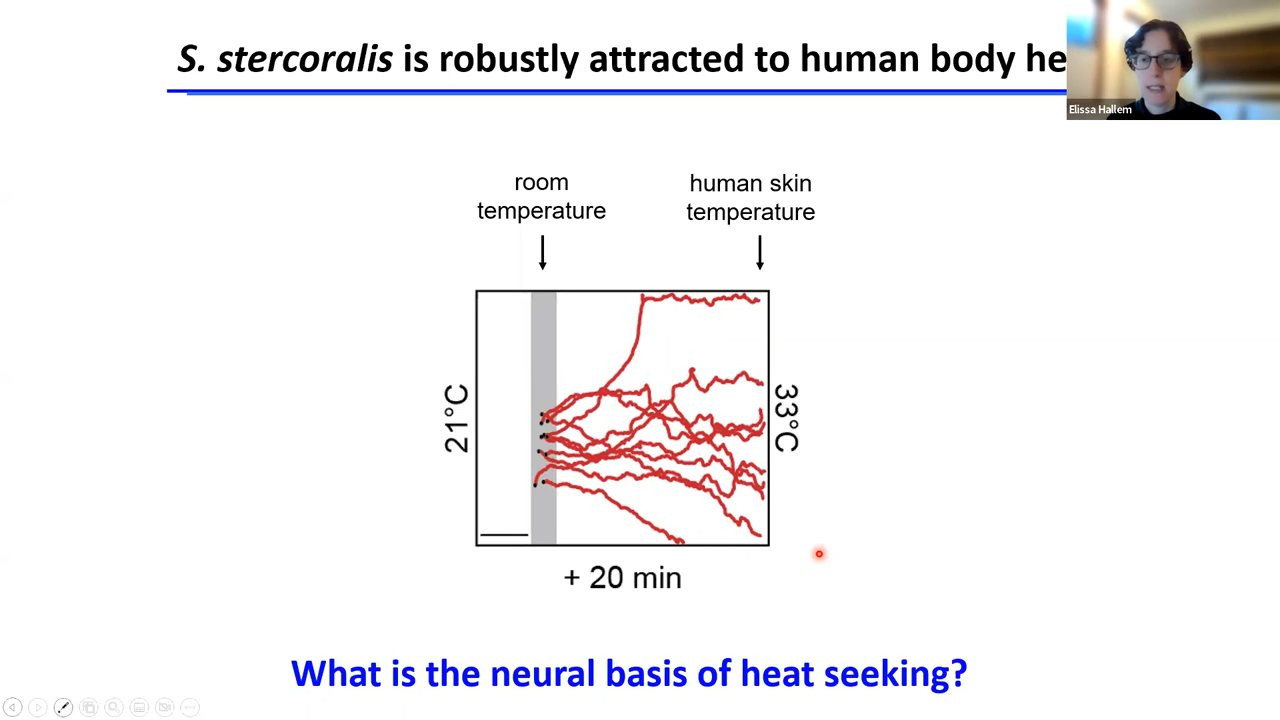 S. stercoralis is robustly attracted to human body he
Elissa Hallem
room
temperature
human skin
temperature
21°C
33°C
+ 20 min
What is the neural basis of heat seeking?